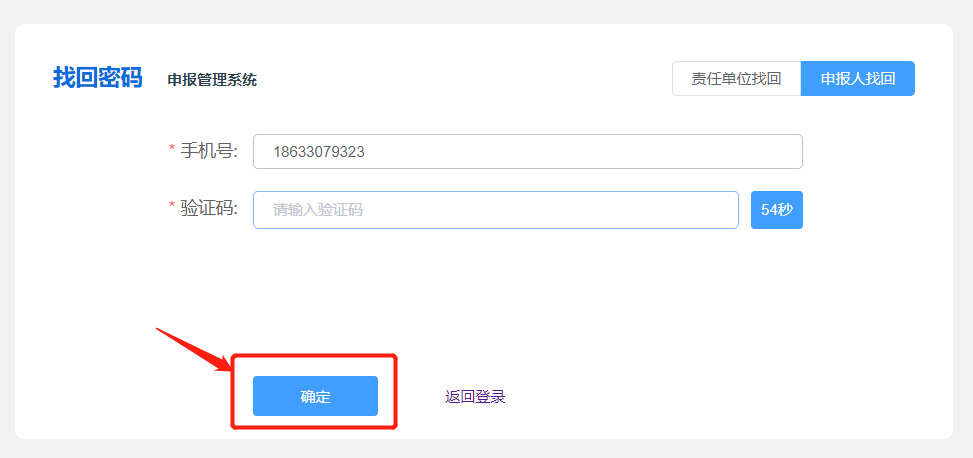 找回密码 申报管理系统 责任单位找回 申报人找回
* 手机号: 18633079323
* 验证码: 请输入验证码 54秒
确定 返回登录